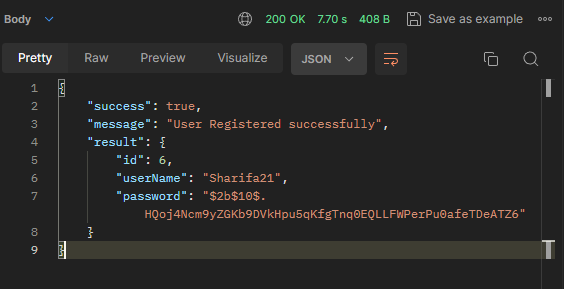 Body 200 OK 7.70 s 408 B Save as example
Pretty Raw Preview Visualize JSON
1 {
2 "success": true,
3 "message": "User Registered successfully",
4 "result": {
5 "id": 6,
6 "userName": "Sharifa21",
7 "password": "$2b$10$.
HQoj4Ncm9yZGKb9DVkHpu5qKfgTnq0EQLLFWPerPu0afeTDeATZ6"
8 }
9 }